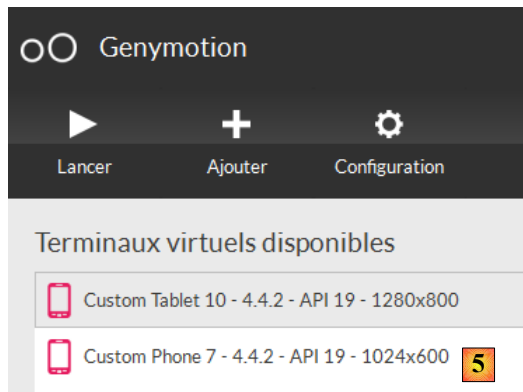 Genymotion
Lancer Ajouter Configuration
Terminaux virtuels disponibles
Custom Tablet 10 - 4.4.2 - API 19 - 1280x800
Custom Phone 7 - 4.4.2 - API 19 - 1024x600 5